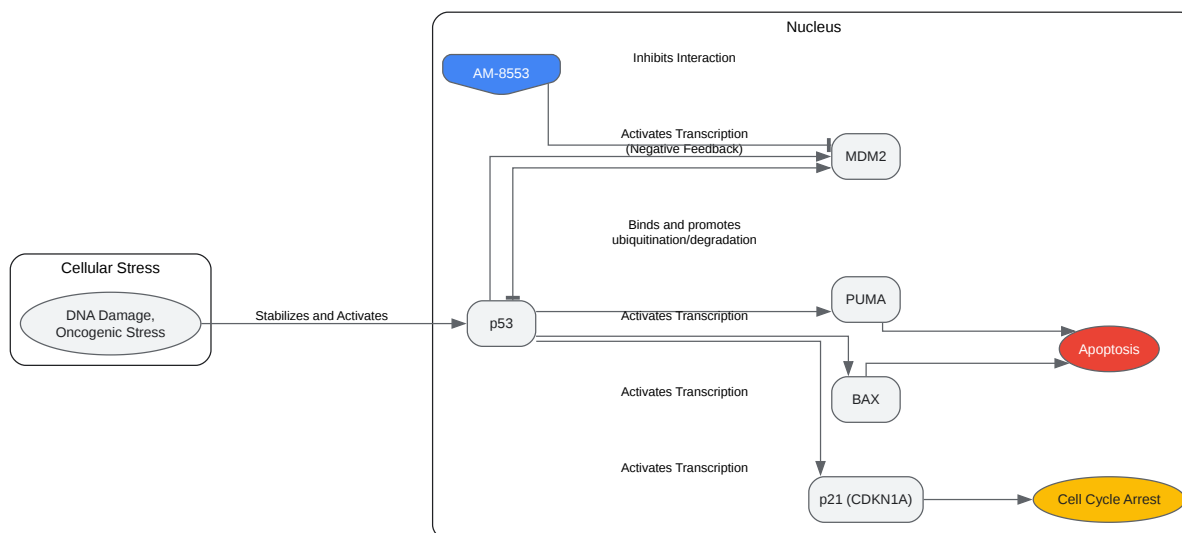 Nucleus
AM-8553
Inhibits Interaction
Activates Transcription
(Negative Feedback)
MDM2
Binds and promotes
ubiquitination/degradation
Cellular Stress
DNA Damage,
Oncogenic Stress
Stabilizes and Activates
p53
PUMA
Activates Transcription
Apoptosis
Activates Transcription
BAX
Activates Transcription
p21 (CDKN1A)
Cell Cycle Arrest